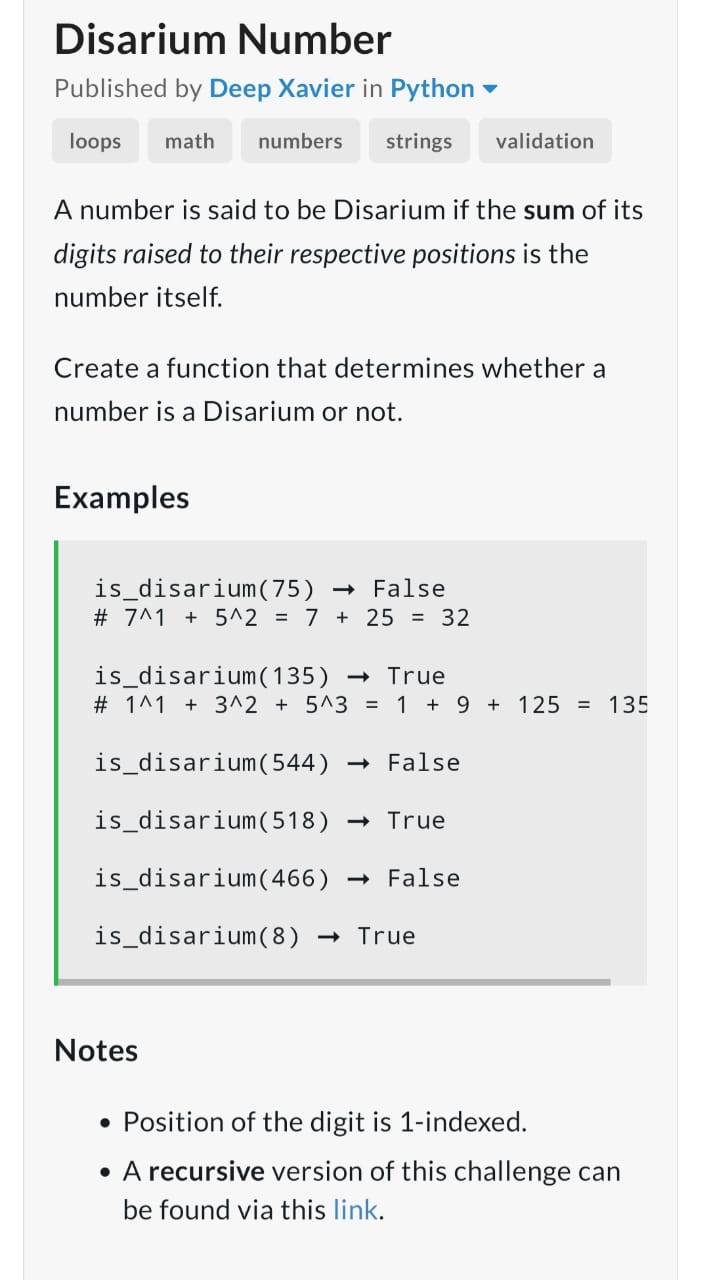 Disarium Number
Published by Deep Xavier in Python
loops math numbers strings validation
A number is said to be Disarium if the sum of its
digits raised to their respective positions is the
number itself.
Create a function that determines whether a
number is a Disarium or not.
Examples
is_disarium(75) → False
# 7^1 + 5^2 = 7 + 25 = 32
is_disarium(135) → True
# 1^1 + 3^2 + 5^3 = 1 + 9 + 125 = 135
is_disarium(544) → False
is_disarium(518) → True
is_disarium(466) → False
is_disarium(8) → True
Notes
• Position of the digit is 1-indexed.
• A recursive version of this challenge can
be found via this link.